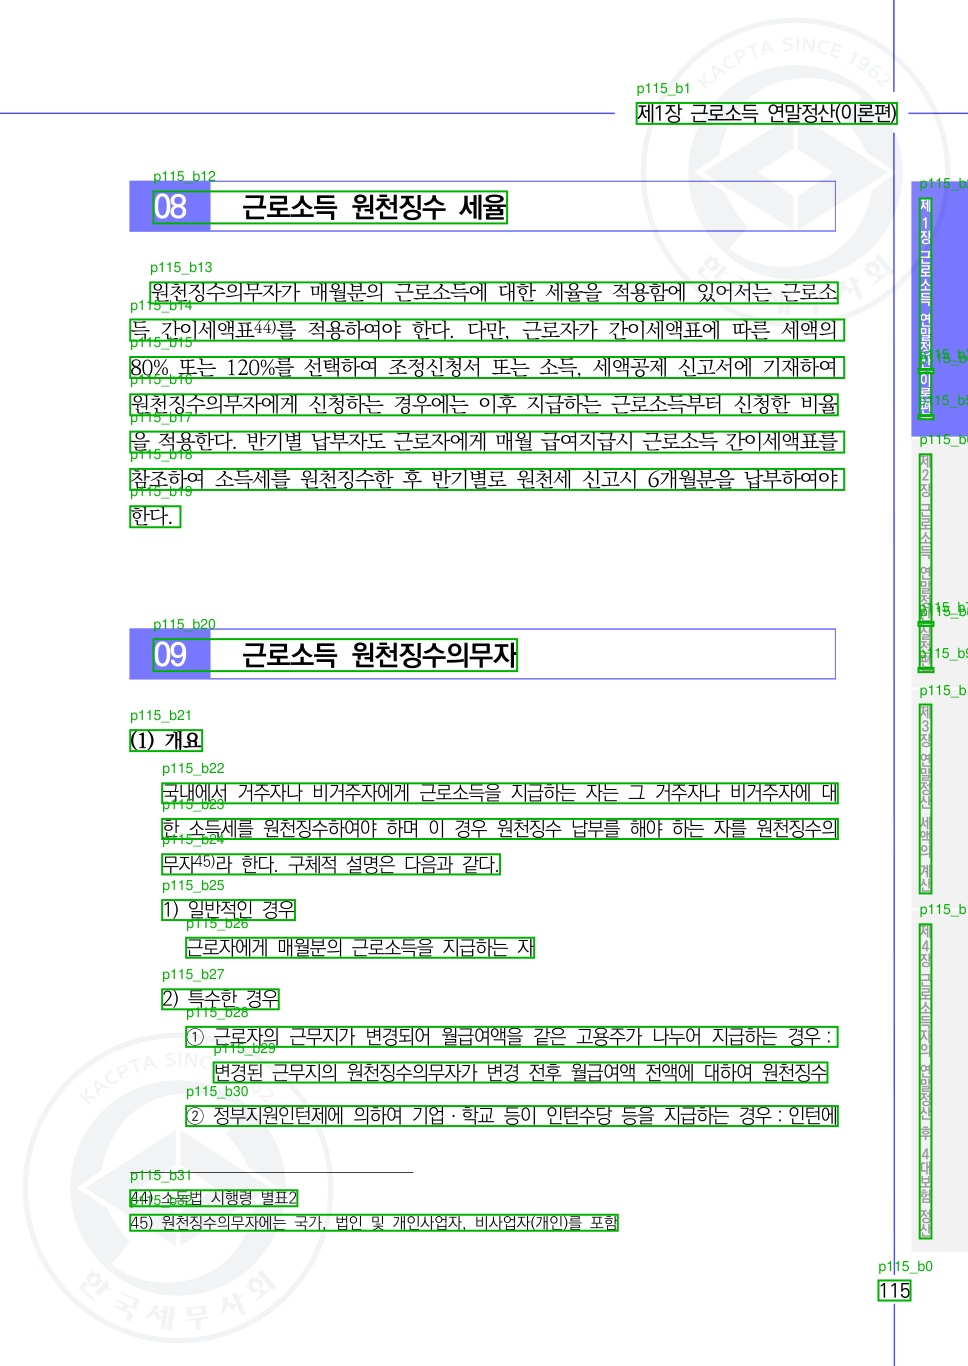 p115_b1
제1장 근로소득 연말정산(이론편)
p115_b12
08 근로소득 원천징수 세율
p115_b13
원천징수의무자가 매월분의 근로소득에 대한 세율을 적용함에 있어서는 근로소
p115_b14
득 간이세액표44)를 적용하여야 한다. 다만, 근로자가 간이세액표에 따른 세액의
p115_b15
80% 또는 120%를 선택하여 조정신청서 또는 소득, 세액공제 신고서에 기재하여
p115_b16
원천징수의무자에게 신청하는 경우에는 이후 지급하는 근로소득부터 신청한 비율
p115_b17
을 적용한다. 반기별 납부자도 근로자에게 매월 급여지급시 근로소득 간이세액표를
p115_b18
참조하여 소득세를 원천징수한 후 반기별로 원천세 신고시 6개월분을 납부하여야
p115_b19
한다.
p115_b20
09 근로소득 원천징수의무자
p115_b21
(1) 개요
p115_b22
국내에서 거주자나 비거주자에게 근로소득을 지급하는 자는 그 거주자나 비거주자에 대
p115_b23
한 소득세를 원천징수하여야 하며 이 경우 원천징수 납부를 해야 하는 자를 원천징수의
p115_b24
무자45)라 한다. 구체적 설명은 다음과 같다.
p115_b25
1) 일반적인 경우
p115_b26
근로자에게 매월분의 근로소득을 지급하는 자
p115_b27
2) 특수한 경우
p115_b28
① 근로자의 근무지가 변경되어 월급여액을 같은 고용주가 나누어 지급하는 경우 :
p115_b29
변경된 근무지의 원천징수의무자가 변경 전후 월급여액 전액에 대하여 원천징수
p115_b30
② 정부지원인턴제에 의하여 기업 · 학교 등이 인턴수당 등을 지급하는 경우 : 인턴에
p115_b31
44) 소득법 시행령 별표2
45) 원천징수의무자에는 국가, 법인 및 개인사업자, 비사업자(개인)를 포함
제1장 근로소득 연말정산(이론편)
제2장 근로소득 연말정산(실전편)
제3장 연말정산 세액의 계산
제4장 근로소득자의 연말정산 후 4대보험 정산
p115_b0
115
KACPTA SINCE 1962
한국세무사회